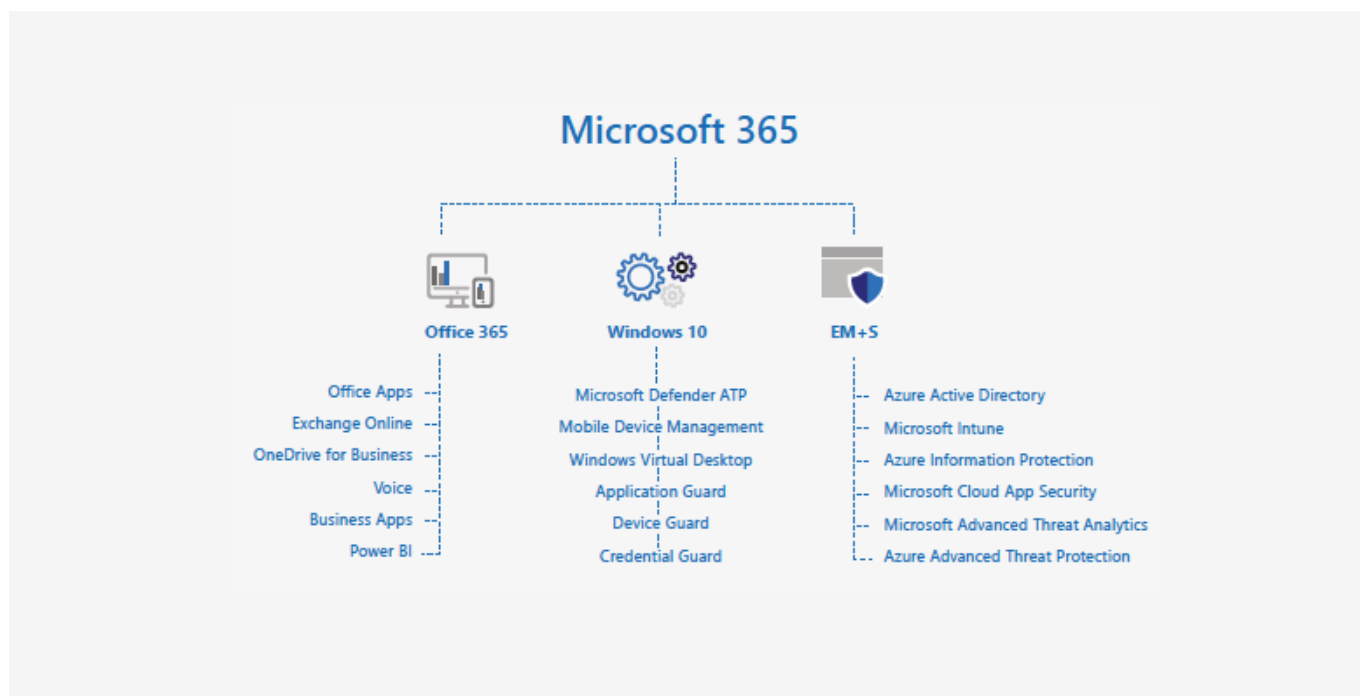 Microsoft 365
Office 365
Office Apps
Exchange Online
OneDrive for Business
Voice
Business Apps
Power BI
Windows 10
Microsoft Defender ATP
Mobile Device Management
Windows Virtual Desktop
Application Guard
Device Guard
Credential Guard
EM+S
Azure Active Directory
Microsoft Intune
Azure Information Protection
Microsoft Cloud App Security
Microsoft Advanced Threat Analytics
Azure Advanced Threat Protection